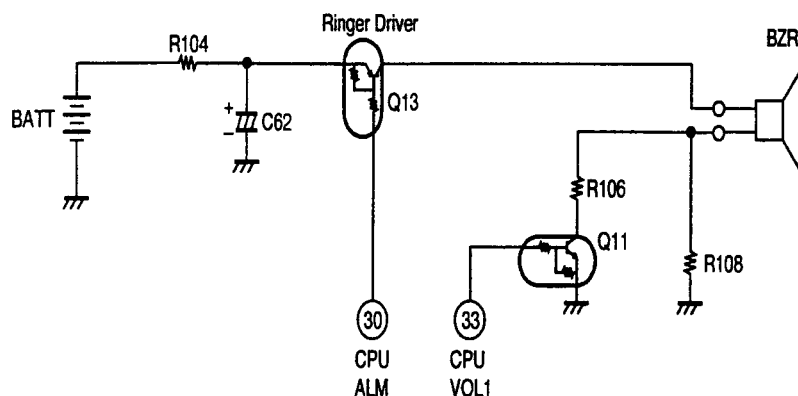 Ringer Driver
BZR
R104
Q13
BATT
+
−
C62
R106
Q11
R108
30
33
CPU
ALM
CPU
VOL1